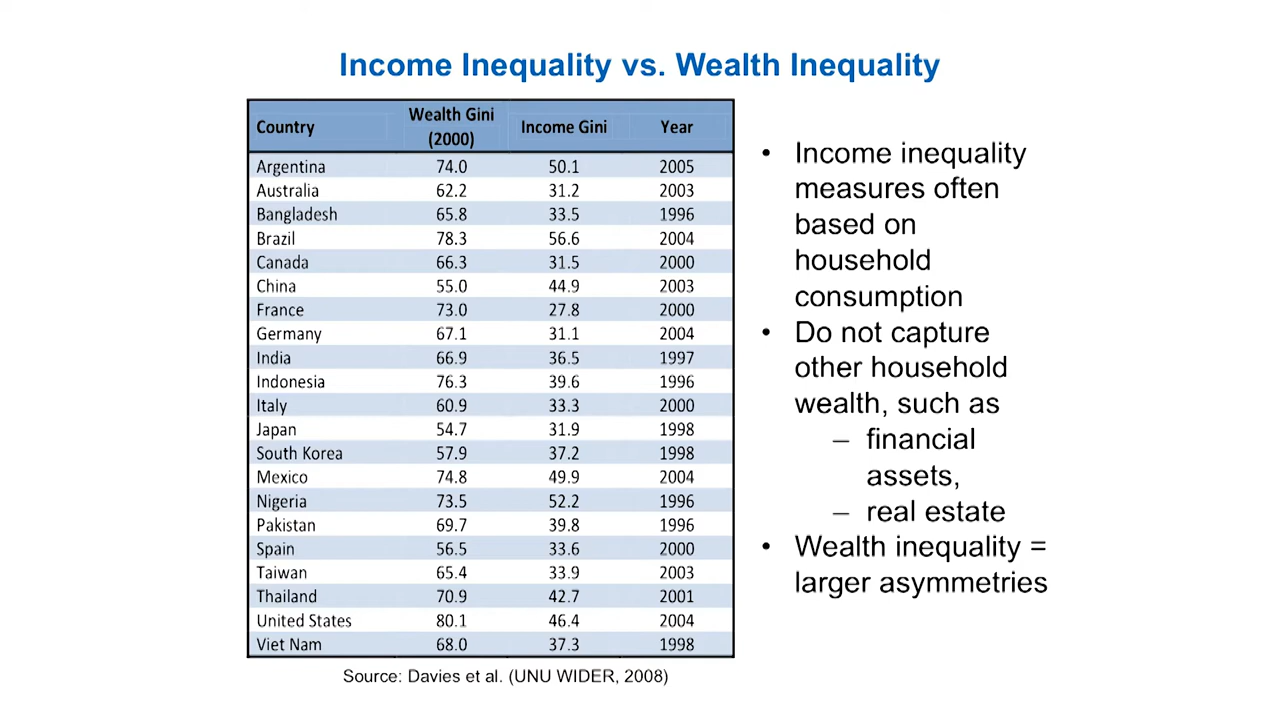 Income Inequality vs. Wealth Inequality
Country Wealth Gini (2000) Income Gini Year
Argentina 74.0 50.1 2005
Australia 62.2 31.2 2003
Bangladesh 65.8 33.5 1996
Brazil 78.3 56.6 2004
Canada 66.3 31.5 2000
China 55.0 44.9 2003
France 73.0 27.8 2000
Germany 67.1 31.1 2004
India 66.9 36.5 1997
Indonesia 76.3 39.6 1996
Italy 60.9 33.3 2000
Japan 54.7 31.9 1998
South Korea 57.9 37.2 1998
Mexico 74.8 49.9 2004
Nigeria 73.5 52.2 1996
Pakistan 69.7 39.8 1996
Spain 56.5 33.6 2000
Taiwan 65.4 33.9 2003
Thailand 70.9 42.7 2001
United States 80.1 46.4 2004
Viet Nam 68.0 37.3 1998
Source: Davies et al. (UNU WIDER, 2008)
• Income inequality
measures often
based on
household
consumption
• Do not capture
other household
wealth, such as
– financial
assets,
– real estate
• Wealth inequality =
larger asymmetries